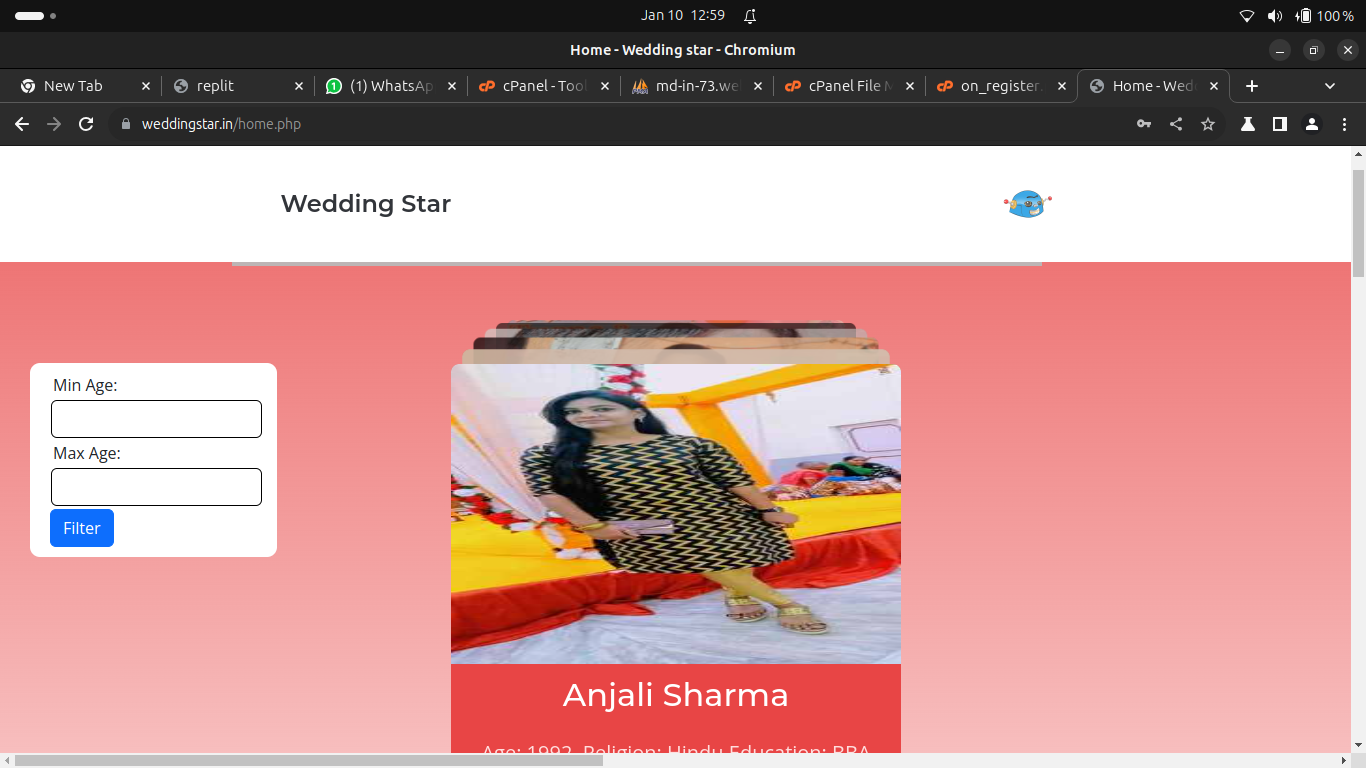 Jan 10 12:59
100 %
Home - Wedding star - Chromium
New Tab
replit
1 (1) WhatsAp
cPanel - Tool
md-in-73.we
cPanel File M
on_register.
Home - Wedd
weddingstar.in/home.php
Wedding Star
Min Age:
Max Age:
Filter
Anjali Sharma
Age: 1992 Religion: Hindu Education: BBA